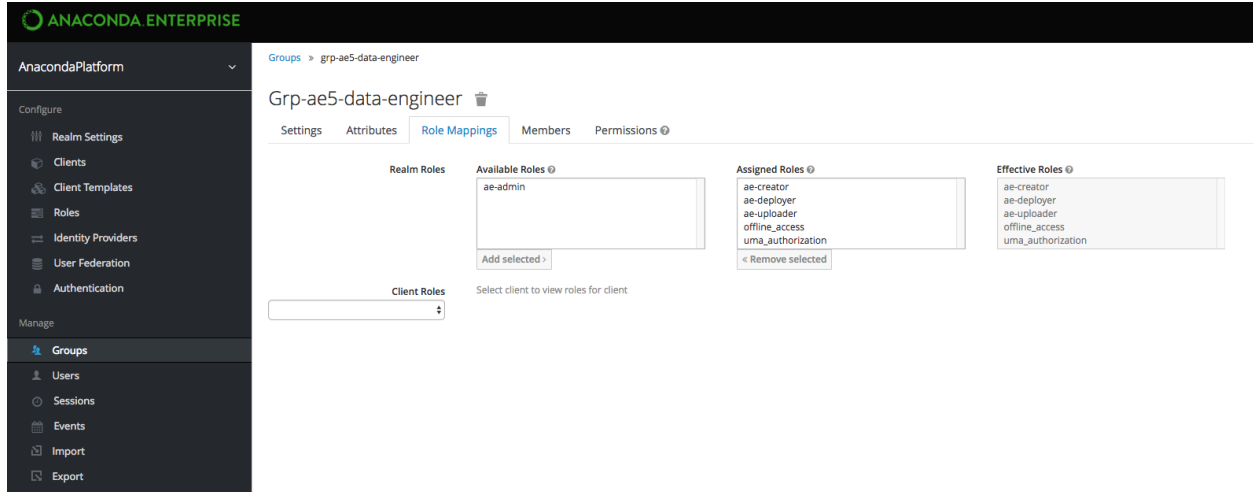 ANACONDA.ENTERPRISE
AnacondaPlatform
Configure
Realm Settings
Clients
Client Templates
Roles
Identity Providers
User Federation
Authentication
Manage
Groups
Users
Sessions
Events
Import
Export
Groups » grp-ae5-data-engineer
Grp-ae5-data-engineer
Settings Attributes Role Mappings Members Permissions ?
Realm Roles
Available Roles ?
ae-admin
Add selected ›
Assigned Roles ?
ae-creator
ae-deployer
ae-uploader
offline_access
uma_authorization
« Remove selected
Effective Roles ?
ae-creator
ae-deployer
ae-uploader
offline_access
uma_authorization
Client Roles
Select client to view roles for client